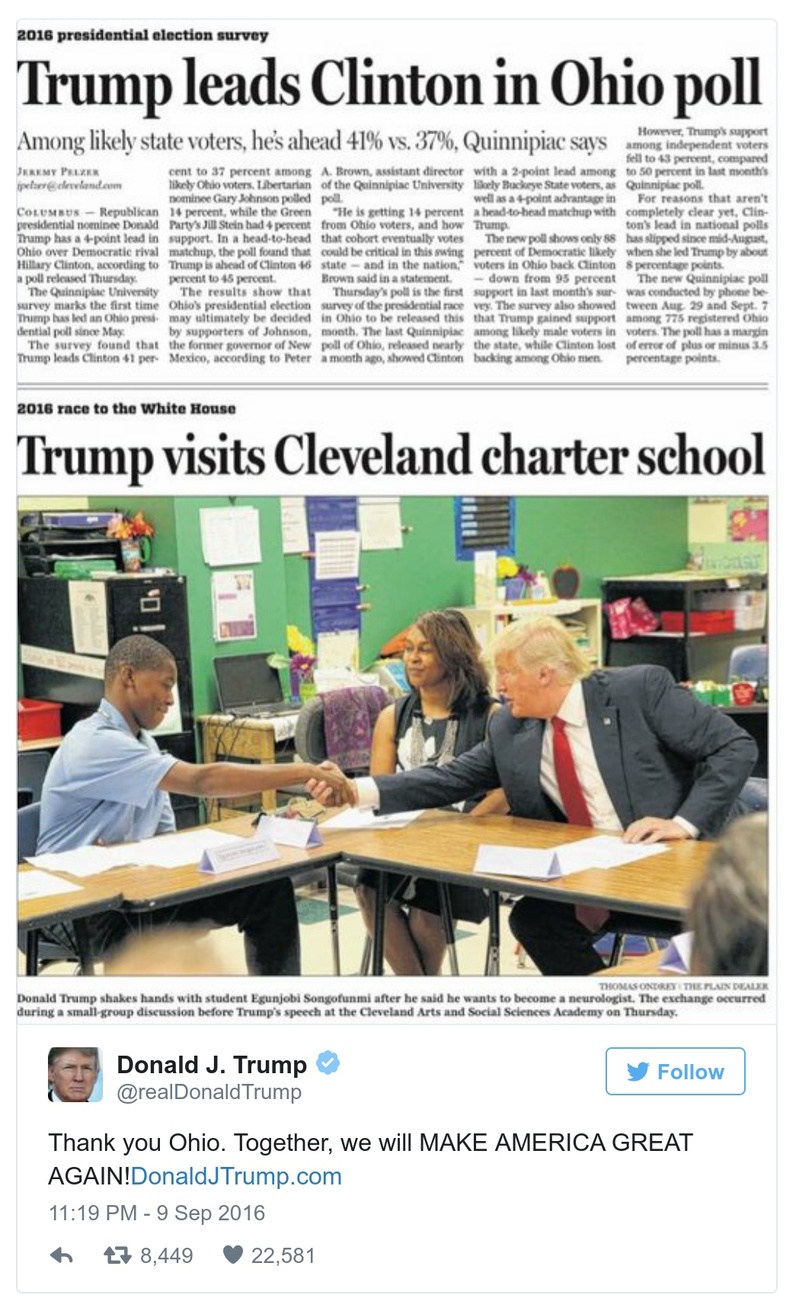 2016 presidential election survey
Trump leads Clinton in Ohio poll
Among likely state voters, he's ahead 41% vs. 37%, Quinnipiac says
JEREMY PELZER
jpelzer@cleveland.com
COLUMBUS — Republican
presidential nominee Donald
Trump has a 4-point lead in
Ohio over Democratic rival
Hillary Clinton, according to
a poll released Thursday.
The Quinnipiac University
survey marks the first time
Trump has led an Ohio presi-
dential poll since May.
The survey found that
Trump leads Clinton 41 per-
cent to 37 percent among
likely Ohio voters. Libertarian
nominee Gary Johnson polled
14 percent, while the Green
Party's Jill Stein had 4 percent
support. In a head-to-head
matchup, the poll found that
Trump is ahead of Clinton 46
percent to 45 percent.
The results show that
Ohio's presidential election
may ultimately be decided
by supporters of Johnson,
the former governor of New
Mexico, according to Peter
A. Brown, assistant director
of the Quinnipiac University
poll.
"He is getting 14 percent
from Ohio voters, and how
that cohort eventually votes
could be critical in this swing
state — and in the nation,"
Brown said in a statement.
Thursday's poll is the first
survey of the presidential race
in Ohio to be released this
month. The last Quinnipiac
poll of Ohio, released nearly
a month ago, showed Clinton
with a 2-point lead among
likely Buckeye State voters, as
well as a 4-point advantage in
a head-to-head matchup with
Trump.
The new poll shows only 88
percent of Democratic likely
voters in Ohio back Clinton
— down from 95 percent
support in last month's sur-
vey. The survey also showed
that Trump gained support
among likely male voters in
the state, while Clinton lost
backing among Ohio men.
However, Trump's support
among independent voters
fell to 43 percent, compared
to 50 percent in last month's
Quinnipiac poll.
For reasons that aren't
completely clear yet, Clin-
ton's lead in national polls
has slipped since mid-August,
when she led Trump by about
8 percentage points.
The new Quinnipiac poll
was conducted by phone be-
tween Aug. 29 and Sept. 7
among 775 registered Ohio
voters. The poll has a margin
of error of plus or minus 3.5
percentage points.
2016 race to the White House
Trump visits Cleveland charter school
THOMAS ONDREY | THE PLAIN DEALER
Donald Trump shakes hands with student Egunjobi Songofunmi after he said he wants to become a neurologist. The exchange occurred
during a small-group discussion before Trump's speech at the Cleveland Arts and Social Sciences Academy on Thursday.
Donald J. Trump
@realDonaldTrump
Follow
Thank you Ohio. Together, we will MAKE AMERICA GREAT
AGAIN!DonaldJTrump.com
11:19 PM - 9 Sep 2016
8,449 22,581